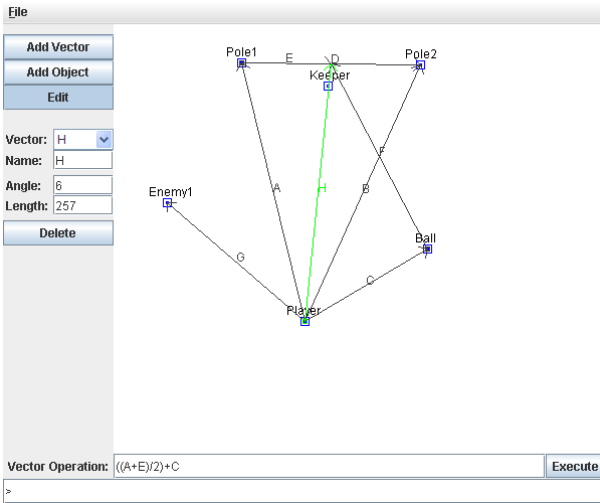 File
Add Vector
Add Object
Edit
Vector: H
Name: H
Angle: 6
Length: 257
Delete
Pole1
E
D
Pole2
Keeper
F
A
H
B
Enemy1
Ball
G
C
Player
Vector Operation: ((A+E)/2)+C Execute
>